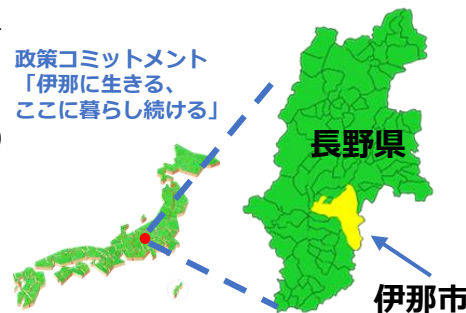 政策コミットメント
「伊那に生きる、
ここに暮らし続ける」
長野県
伊那市